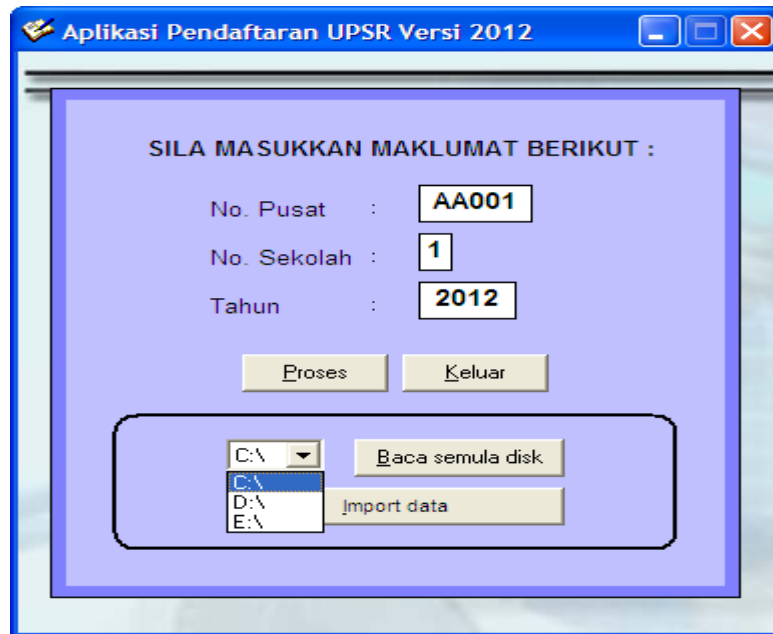 Aplikasi Pendaftaran UPSR Versi 2012
SILA MASUKKAN MAKLUMAT BERIKUT :
No. Pusat : AA001
No. Sekolah : 1
Tahun : 2012
Proses Keluar
C:\ Baca semula disk
C:\
D:\ Import data
E:\